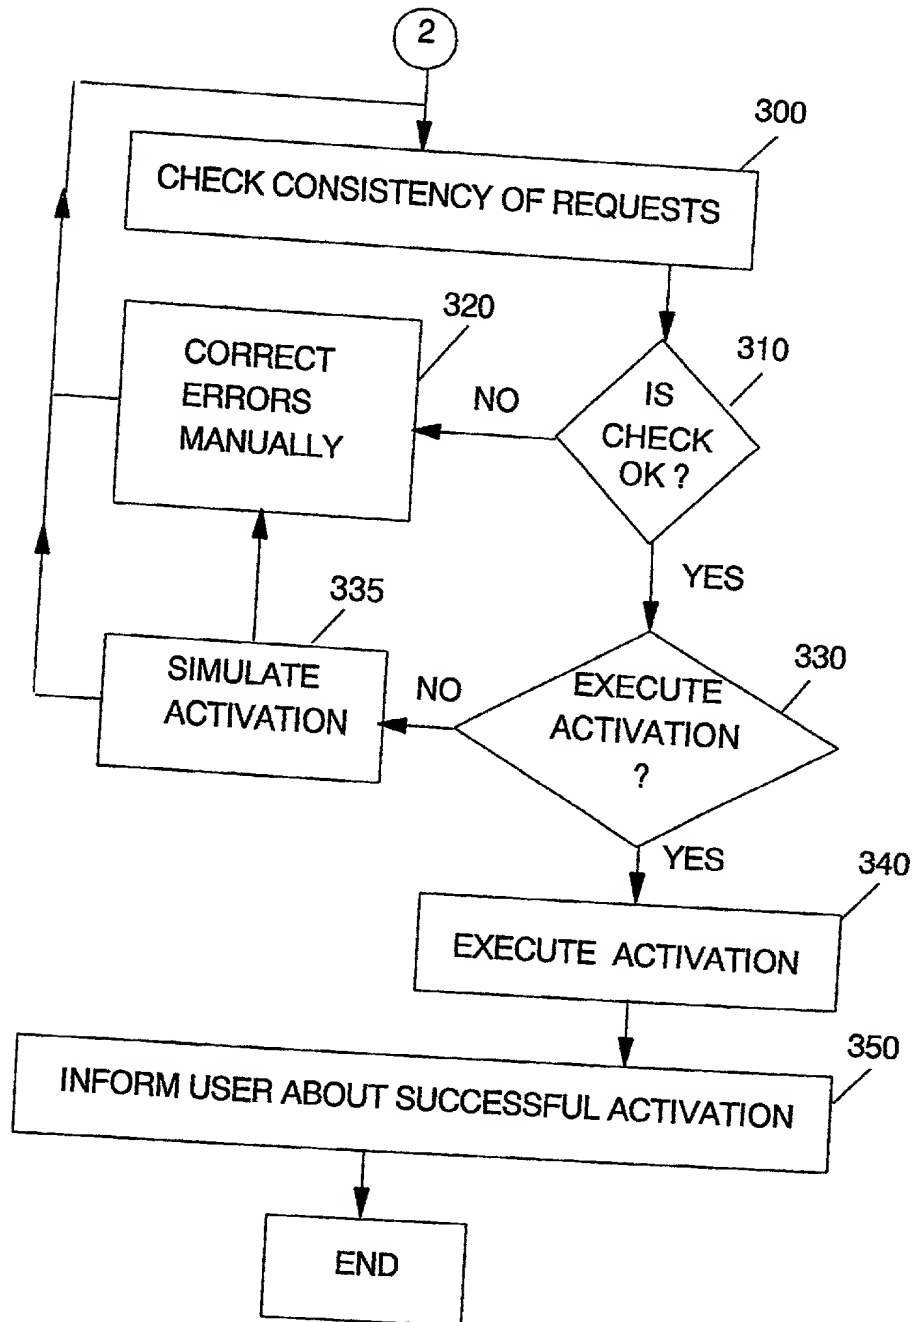 2
300
CHECK CONSISTENCY OF REQUESTS
320
310
CORRECT
ERRORS
MANUALLY
NO
IS
CHECK
OK ?
YES
335
330
SIMULATE
ACTIVATION
NO
EXECUTE
ACTIVATION
?
YES
340
EXECUTE ACTIVATION
350
INFORM USER ABOUT SUCCESSFUL ACTIVATION
END